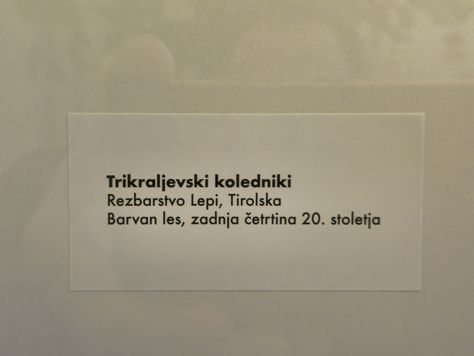 Trikraljevski koledniki
Rezbarstvo Lepi, Tirolska
Barvan les, zadnja četrtina 20. stoletja